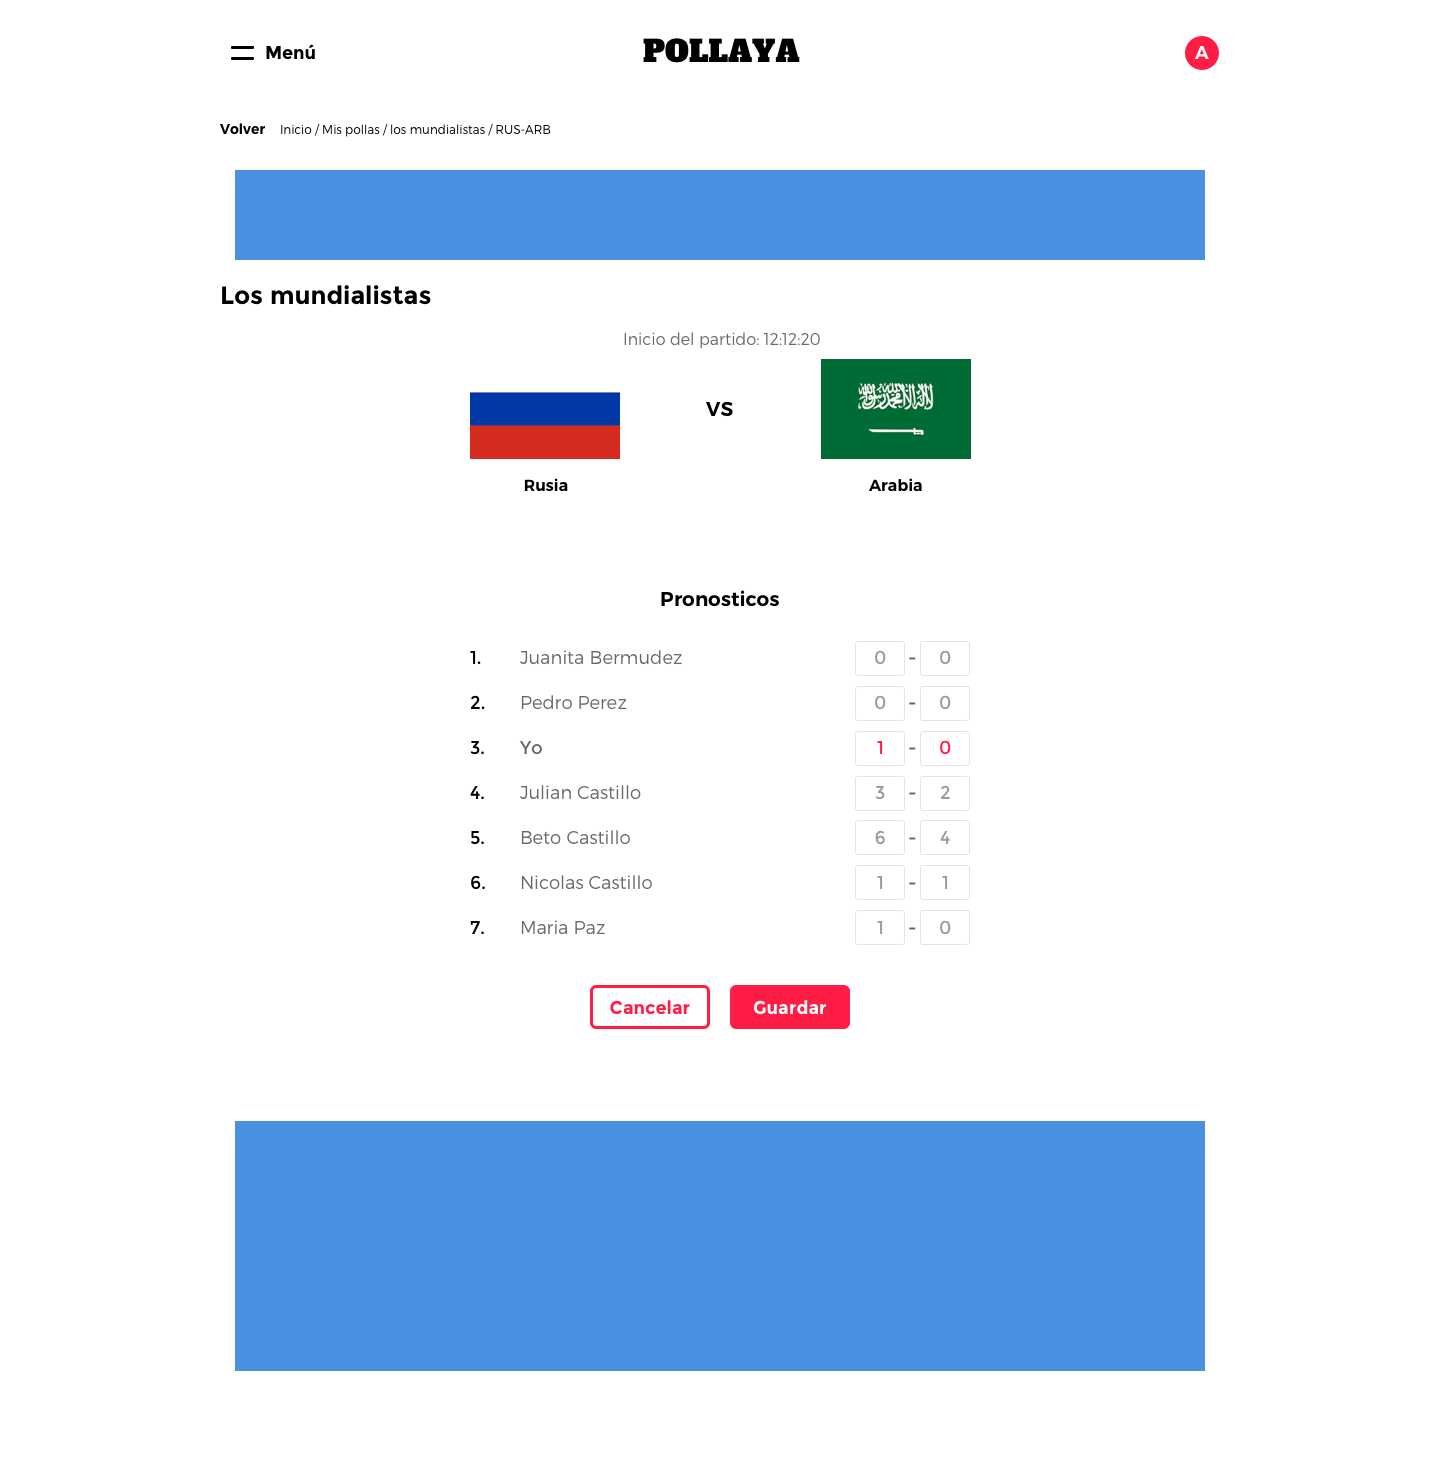 Menú
POLLAYA
A
Volver Inicio / Mis pollas / los mundialistas / RUS-ARB
Los mundialistas
Inicio del partido: 12:12:20
VS
Rusia
Arabia
Pronosticos
1. Juanita Bermudez 0 - 0
2. Pedro Perez 0 - 0
3. Yo 1 - 0
4. Julian Castillo 3 - 2
5. Beto Castillo 6 - 4
6. Nicolas Castillo 1 - 1
7. Maria Paz 1 - 0
Cancelar
Guardar